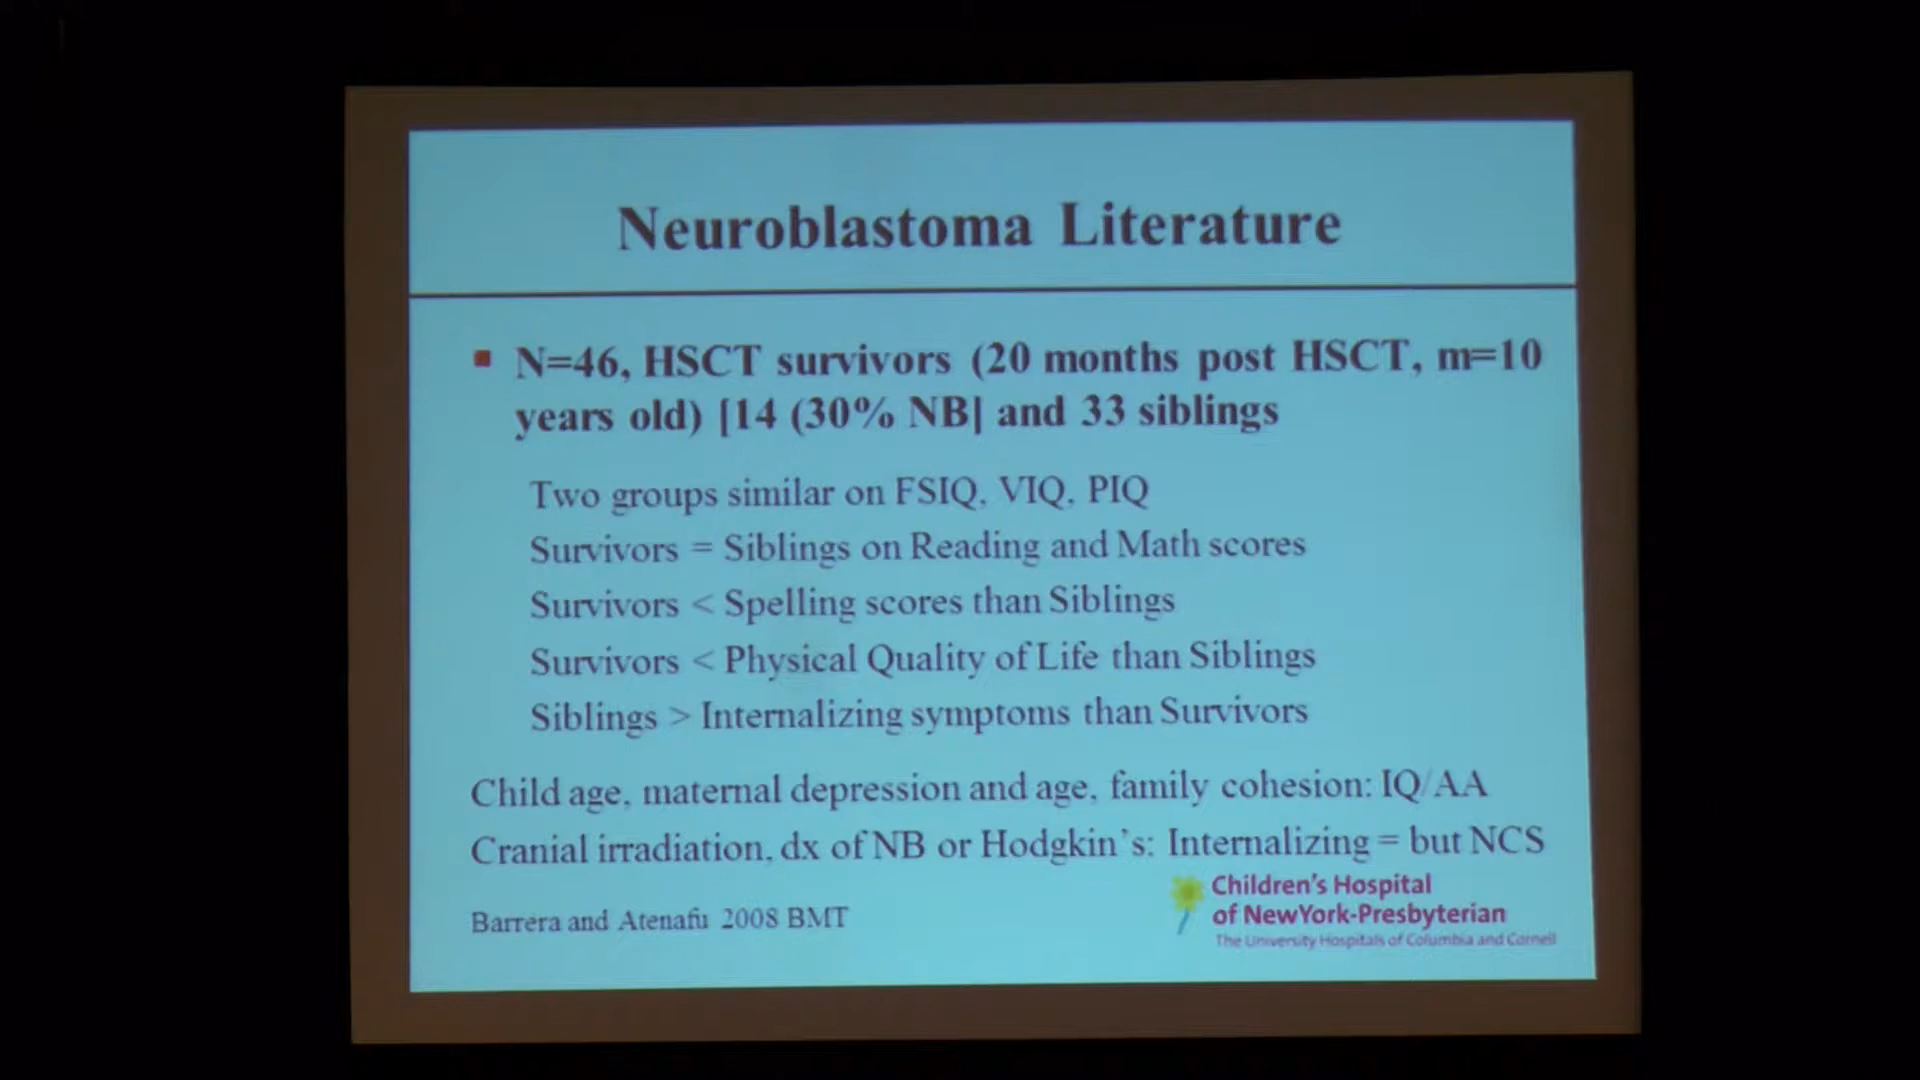 Neuroblastoma Literature
N=46, HSCT survivors (20 months post HSCT, m=10
years old) [14 (30% NB] and 33 siblings
Two groups similar on FSIQ, VIQ, PIQ
Survivors = Siblings on Reading and Math scores
Survivors < Spelling scores than Siblings
Survivors < Physical Quality of Life than Siblings
Siblings > Internalizing symptoms than Survivors
Child age, maternal depression and age, family cohesion: IQ/AA
Cranial irradiation, dx of NB or Hodgkin's: Internalizing = but NCS
Barrera and Atenafu 2008 BMT
Children's Hospital
of NewYork-Presbyterian
The University Hospitals of Columbia and Cornell